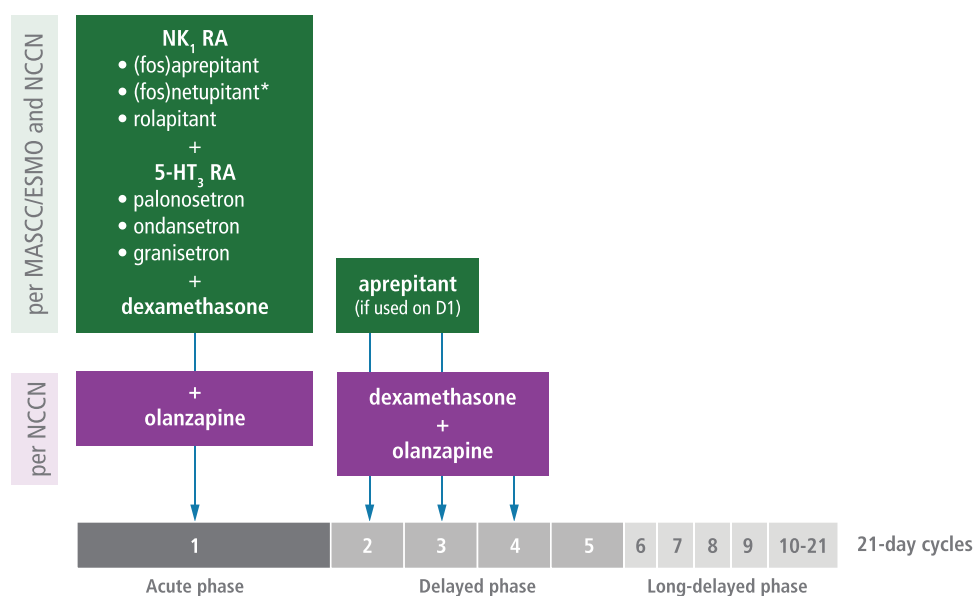 per MASCC/ESMO and NCCN
NK1 RA
• (fos)aprepitant
• (fos)netupitant*
• rolapitant
+
5-HT3 RA
• palonosetron
• ondansetron
• granisetron
+
dexamethasone
aprepitant
(if used on D1)
per NCCN
+
olanzapine
dexamethasone
+
olanzapine
1 2 3 4 5 6 7 8 9 10-21 21-day cycles
Acute phase Delayed phase Long-delayed phase